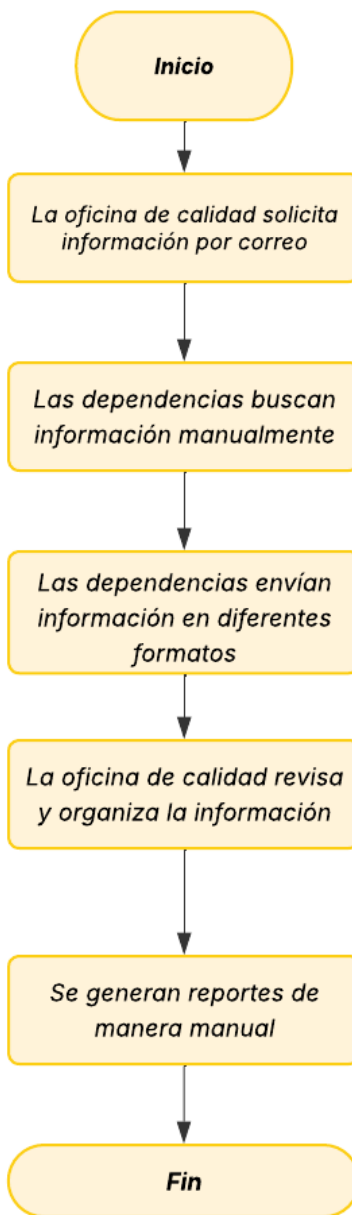 Inicio
La oficina de calidad solicita
información por correo
Las dependencias buscan
información manualmente
Las dependencias envían
información en diferentes
formatos
La oficina de calidad revisa
y organiza la información
Se generan reportes de
manera manual
Fin